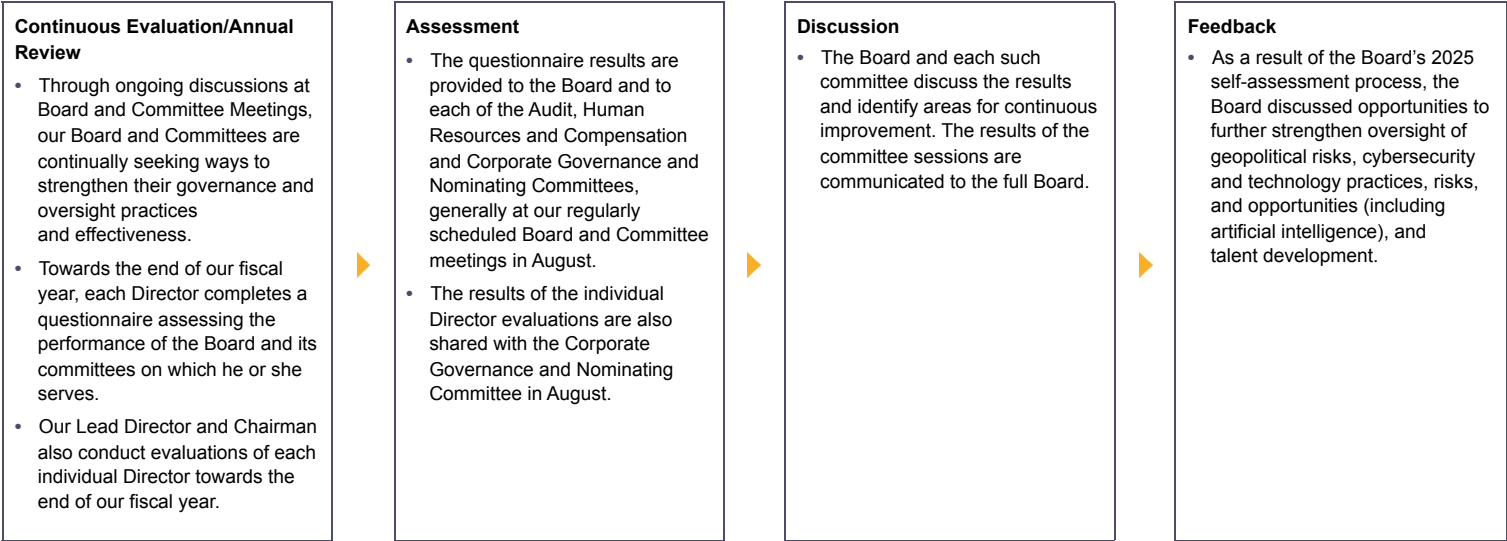 Continuous Evaluation/Annual
Review
• Through ongoing discussions at
Board and Committee Meetings,
our Board and Committees are
continually seeking ways to
strengthen their governance and
oversight practices
and effectiveness.
• Towards the end of our fiscal
year, each Director completes a
questionnaire assessing the
performance of the Board and its
committees on which he or she
serves.
• Our Lead Director and Chairman
also conduct evaluations of each
individual Director towards the
end of our fiscal year.
Assessment
• The questionnaire results are
provided to the Board and to
each of the Audit, Human
Resources and Compensation
and Corporate Governance and
Nominating Committees,
generally at our regularly
scheduled Board and Committee
meetings in August.
• The results of the individual
Director evaluations are also
shared with the Corporate
Governance and Nominating
Committee in August.
Discussion
• The Board and each such
committee discuss the results
and identify areas for continuous
improvement. The results of the
committee sessions are
communicated to the full Board.
Feedback
• As a result of the Board’s 2025
self-assessment process, the
Board discussed opportunities to
further strengthen oversight of
geopolitical risks, cybersecurity
and technology practices, risks,
and opportunities (including
artificial intelligence), and
talent development.